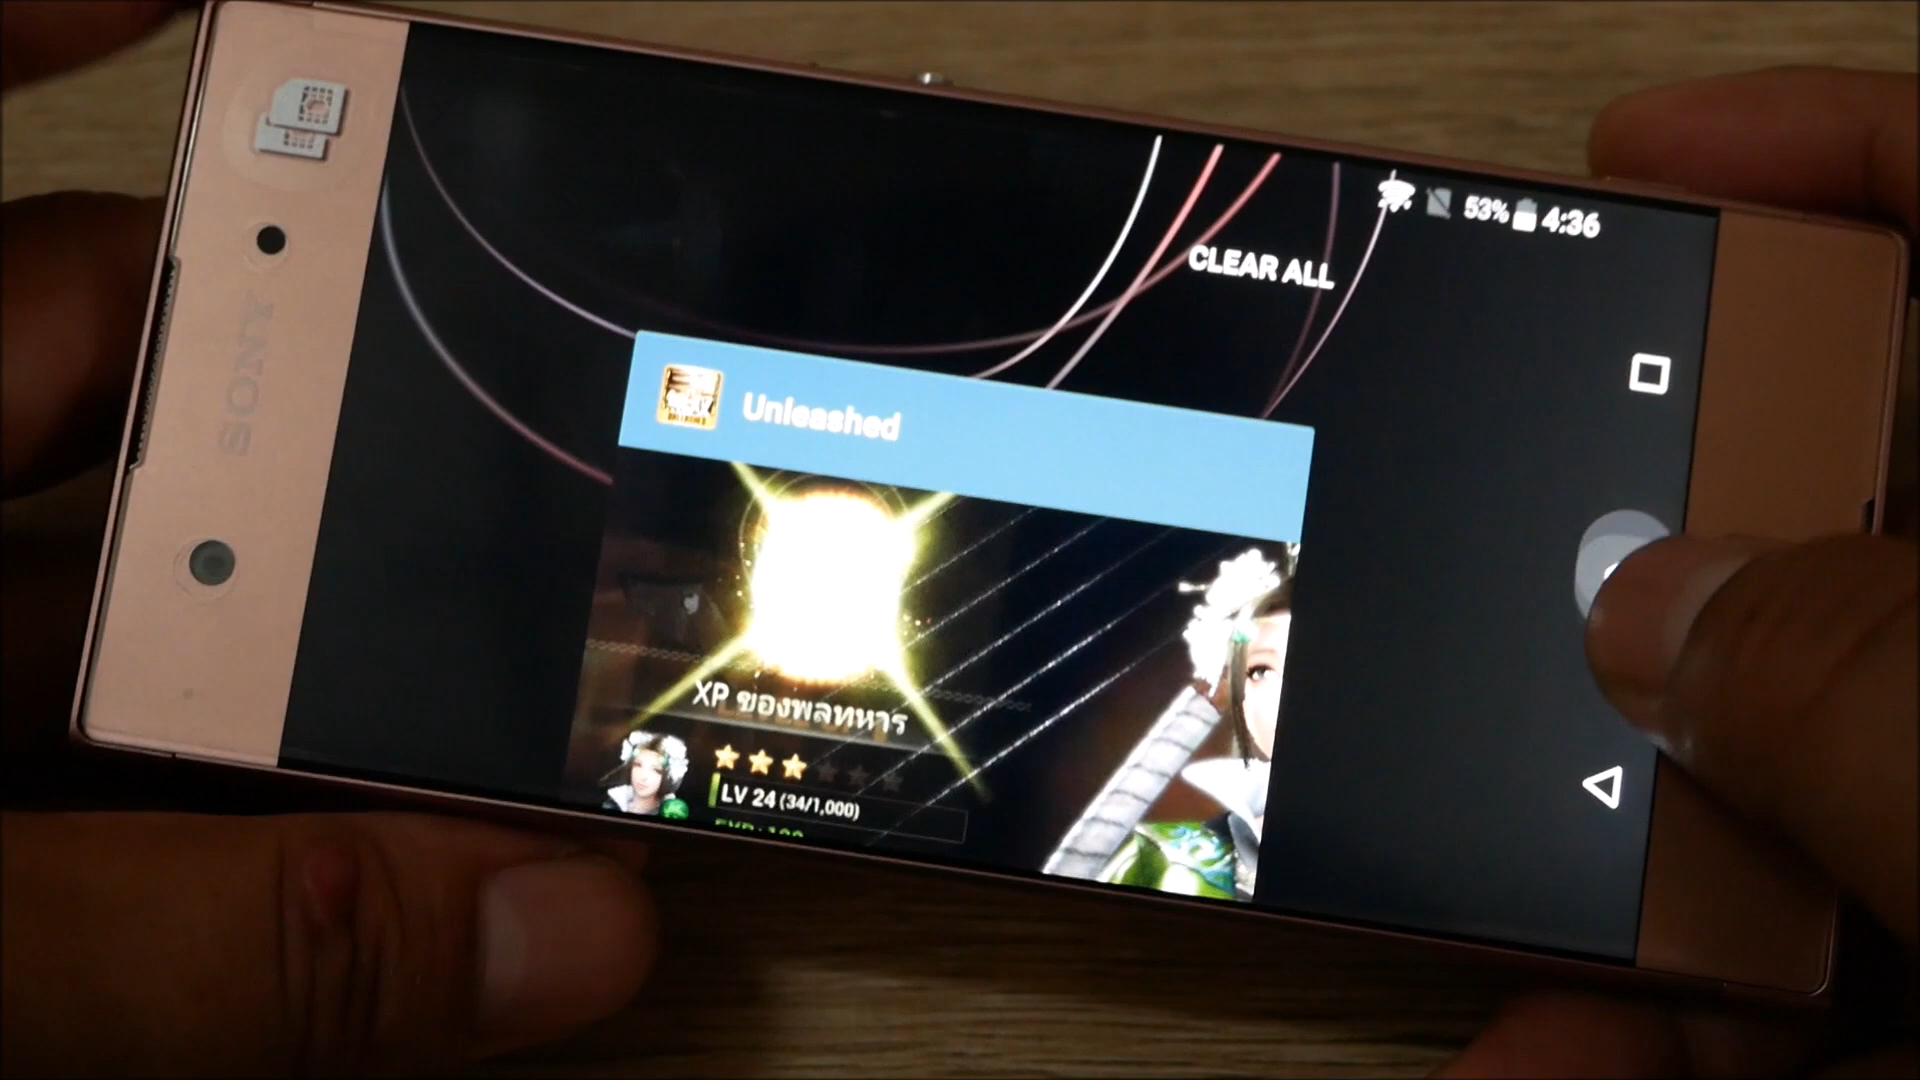 SONY
53% 4:36
CLEAR ALL
Unleashed
XP ของพลทหาร
LV 24 (34/1,000)